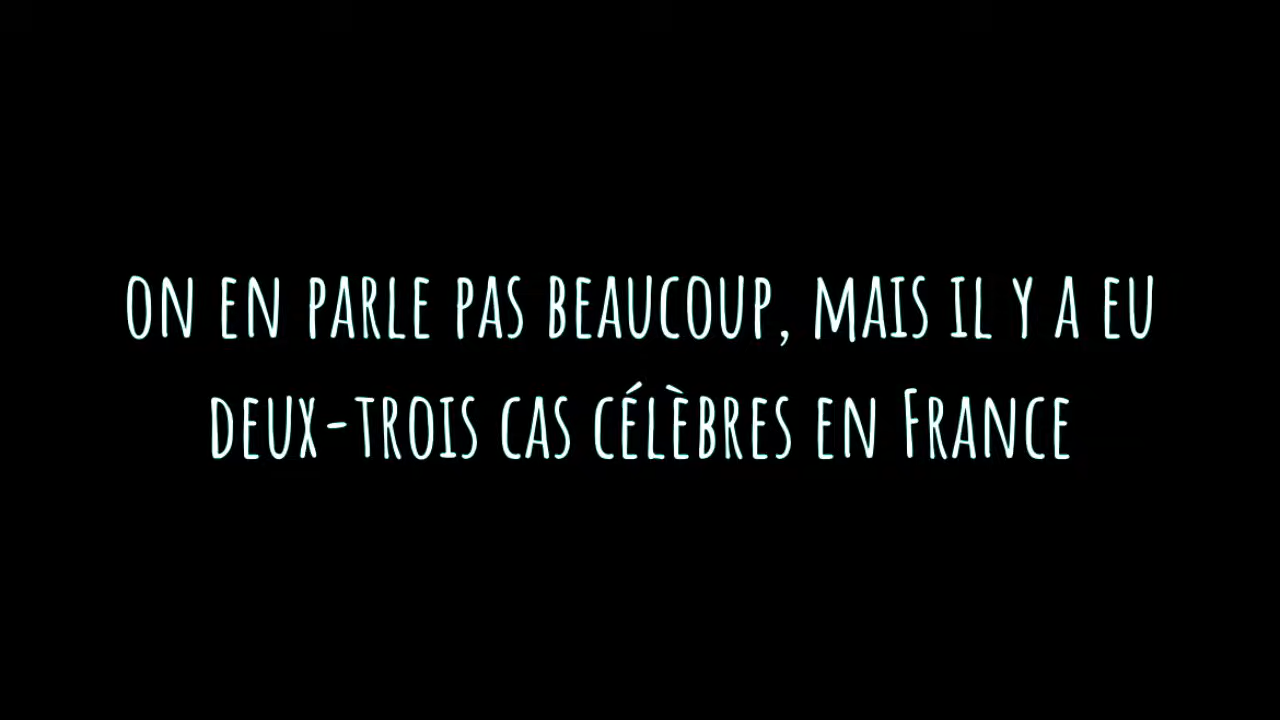 on en parle pas beaucoup, mais il y a eu
deux-trois cas célèbres en France